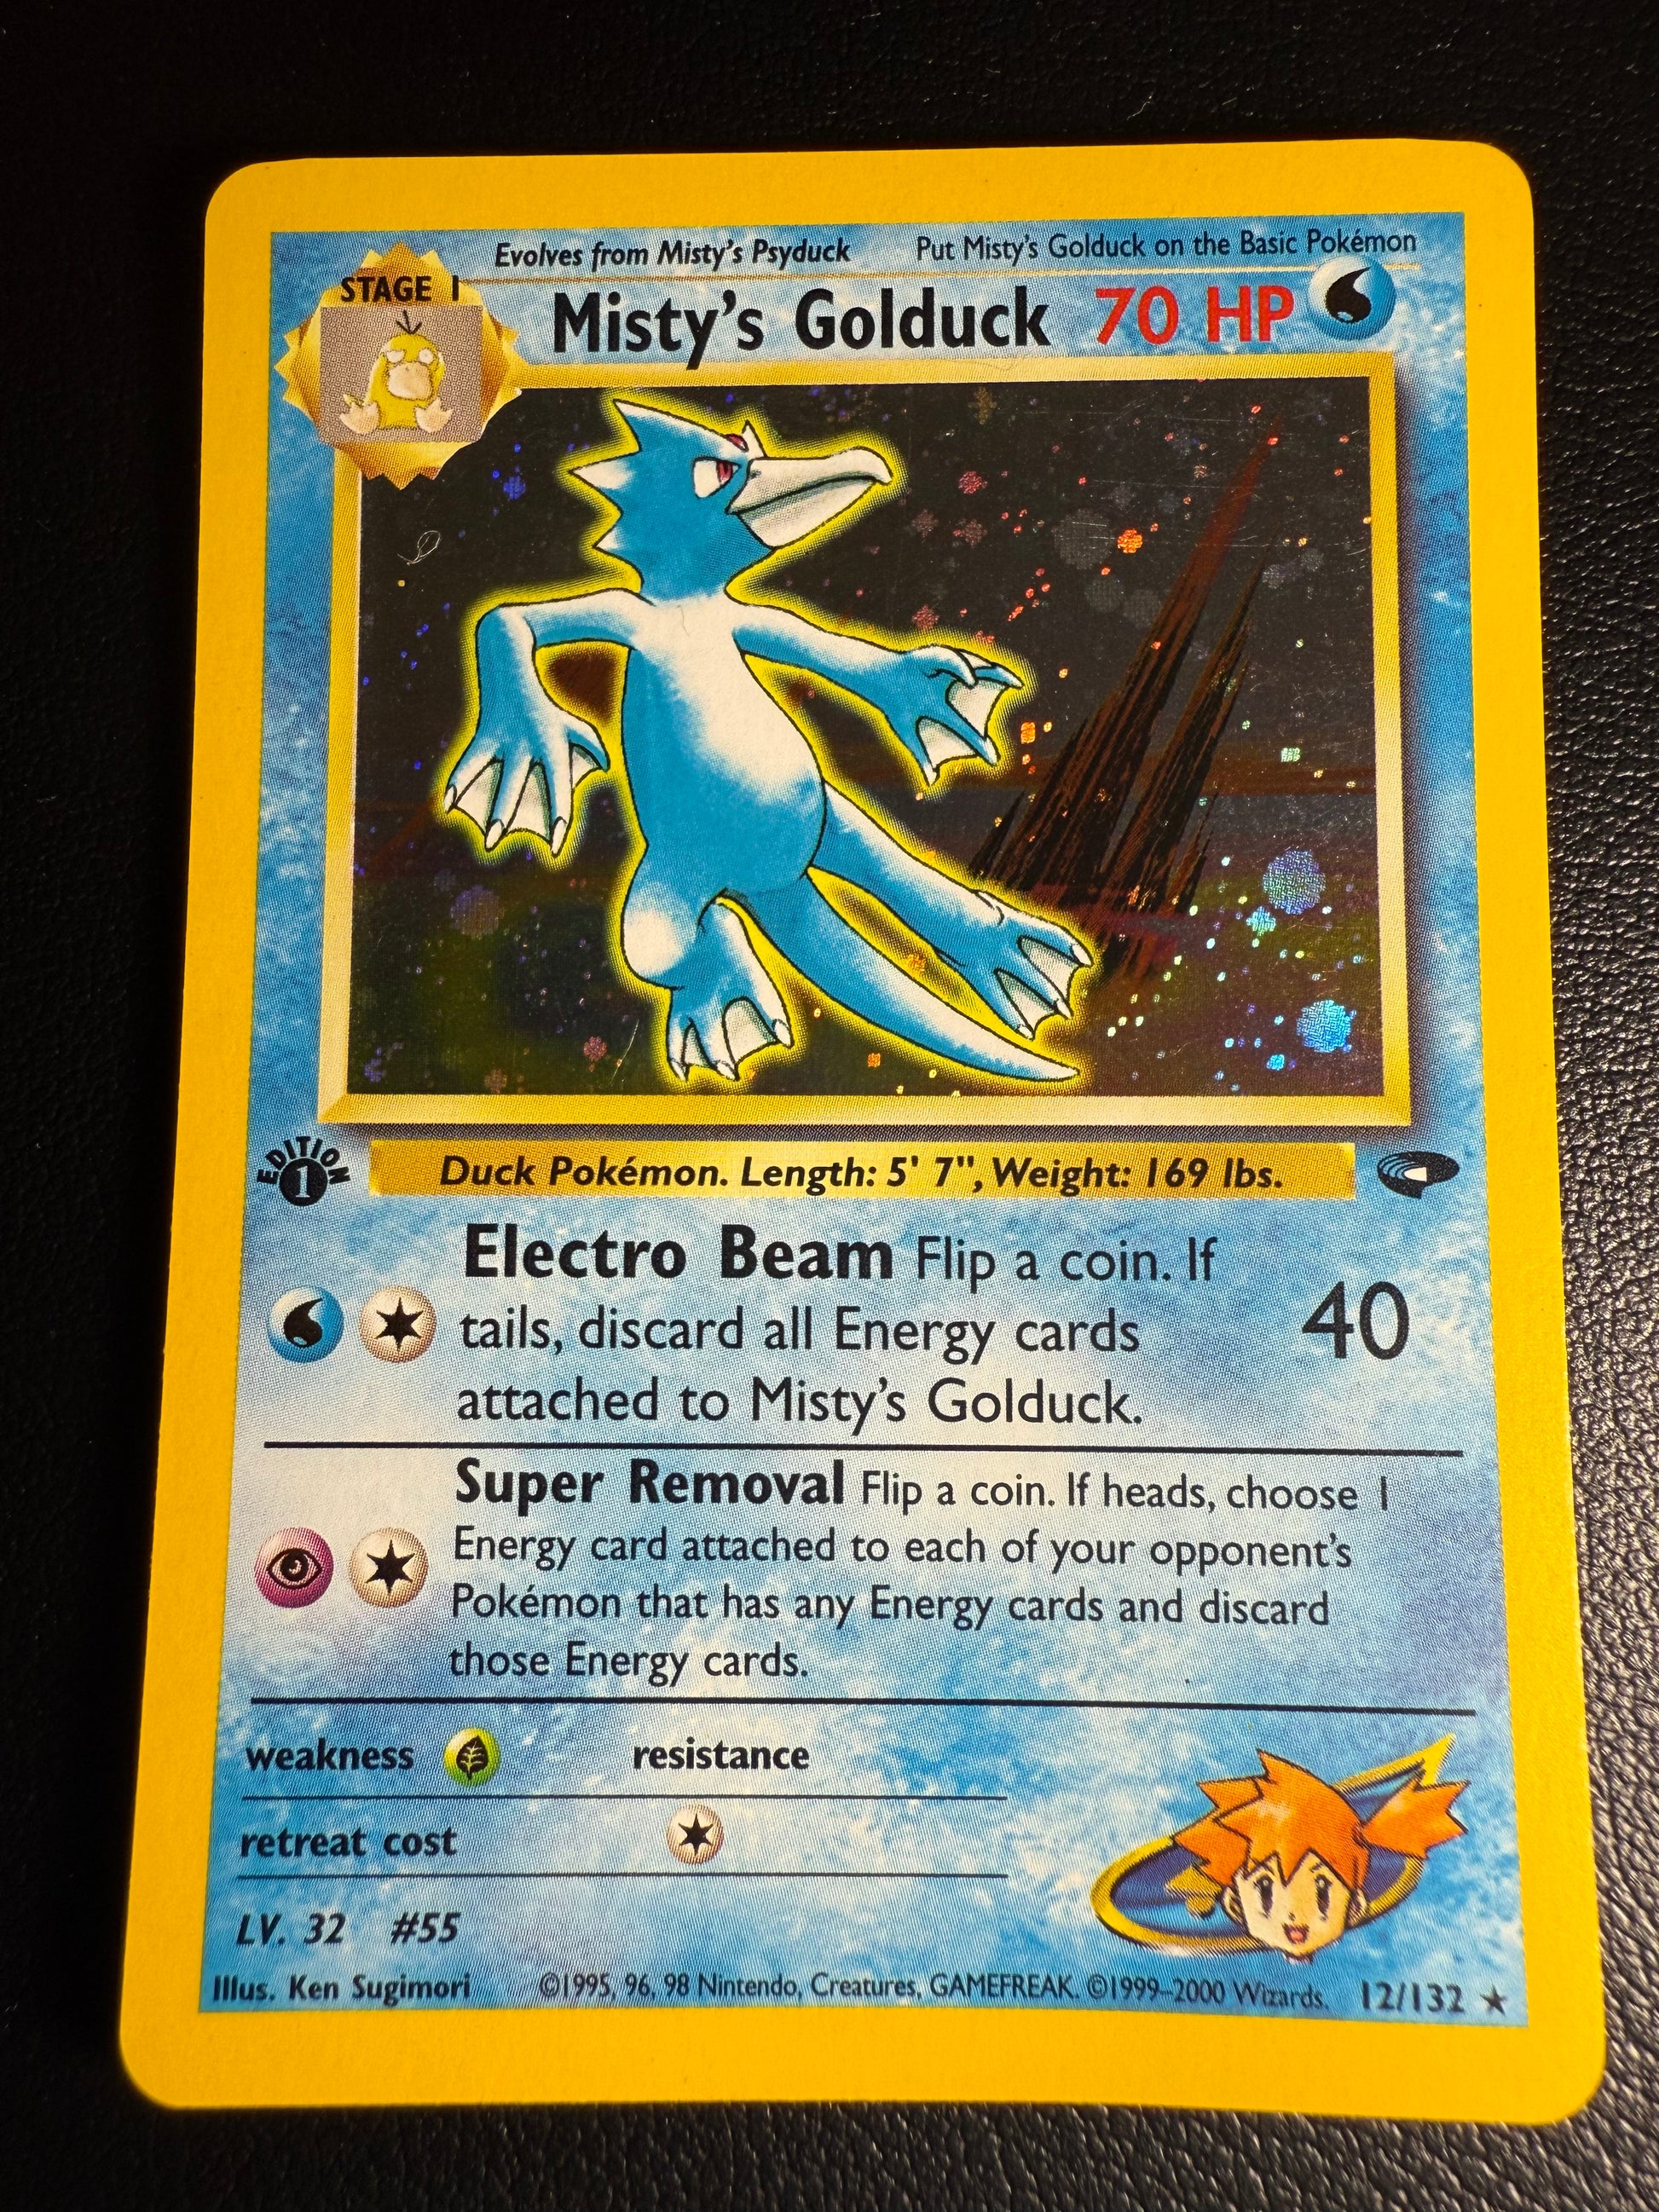 Evolves from Misty's Psyduck Put Misty's Golduck on the Basic Pokémon
STAGE 1
Misty's Golduck 70 HP
EDITION
1
Duck Pokémon. Length: 5' 7", Weight: 169 lbs.
Electro Beam Flip a coin. If
tails, discard all Energy cards
attached to Misty's Golduck.
40
Super Removal Flip a coin. If heads, choose 1
Energy card attached to each of your opponent's
Pokémon that has any Energy cards and discard
those Energy cards.
weakness
resistance
retreat cost
LV. 32 #55
Illus. Ken Sugimori ©1995, 96, 98 Nintendo, Creatures, GAMEFREAK. ©1999–2000 Wizards. 12/132 ★